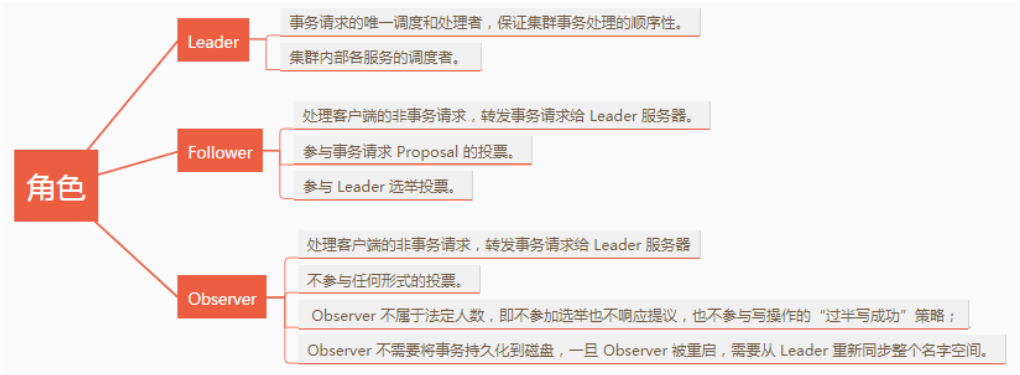 角色
Leader
事务请求的唯一调度和处理者，保证集群事务处理的顺序性。
集群内部各服务的调度者。
Follower
处理客户端的非事务请求，转发事务请求给 Leader 服务器。
参与事务请求 Proposal 的投票。
参与 Leader 选举投票。
Observer
处理客户端的非事务请求，转发事务请求给 Leader 服务器
不参与任何形式的投票。
Observer 不属于法定人数，即不参加选举也不响应提议，也不参与写操作的“过半写成功”策略；
Observer 不需要将事务持久化到磁盘，一旦 Observer 被重启，需要从 Leader 重新同步整个名字空间。